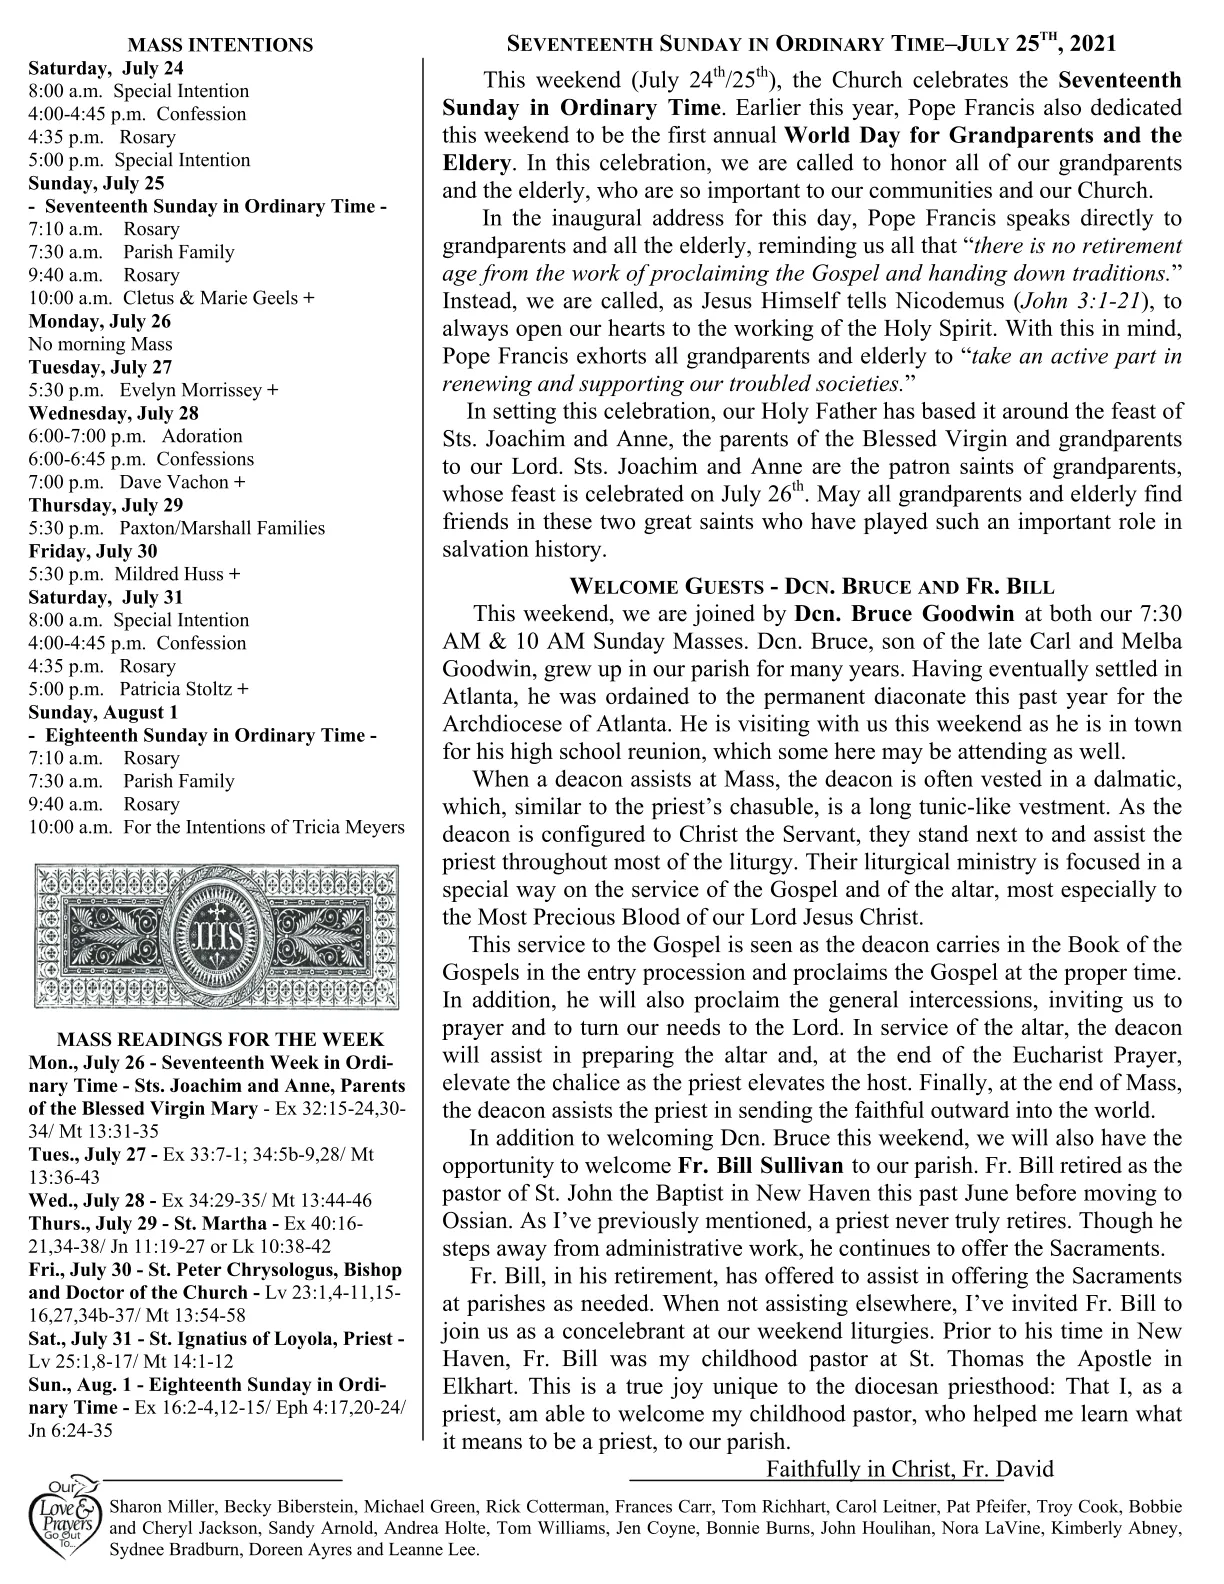 MASS INTENTIONS
Saturday,  July 24
8:00 a.m.  Special Intention
4:00-4:45 p.m.  Confession
4:35 p.m.   Rosary
5:00 p.m.  Special Intention
Sunday, July 25
-  Seventeenth Sunday in Ordinary Time -
7:10 a.m.    Rosary
7:30 a.m.    Parish Family
9:40 a.m.    Rosary
10:00 a.m.  Cletus & Marie Geels +
Monday, July 26
No morning Mass
Tuesday, July 27
5:30 p.m.   Evelyn Morrissey +
Wednesday, July 28
6:00-7:00 p.m.   Adoration
6:00-6:45 p.m.  Confessions
7:00 p.m.   Dave Vachon +
Thursday, July 29
5:30 p.m.   Paxton/Marshall Families
Friday, July 30
5:30 p.m.  Mildred Huss +
Saturday,  July 31
8:00 a.m.  Special Intention
4:00-4:45 p.m.  Confession
4:35 p.m.   Rosary
5:00 p.m.   Patricia Stoltz +
Sunday, August 1
-  Eighteenth Sunday in Ordinary Time -
7:10 a.m.    Rosary
7:30 a.m.    Parish Family
9:40 a.m.    Rosary
10:00 a.m.  For the Intentions of Tricia Meyers
IHS
MASS READINGS FOR THE WEEK
Mon., July 26 - Seventeenth Week in Ordi-
nary Time - Sts. Joachim and Anne, Parents
of the Blessed Virgin Mary - Ex 32:15-24,30-
34/ Mt 13:31-35
Tues., July 27 - Ex 33:7-1; 34:5b-9,28/ Mt
13:36-43
Wed., July 28 - Ex 34:29-35/ Mt 13:44-46
Thurs., July 29 - St. Martha - Ex 40:16-
21,34-38/ Jn 11:19-27 or Lk 10:38-42
Fri., July 30 - St. Peter Chrysologus, Bishop
and Doctor of the Church - Lv 23:1,4-11,15-
16,27,34b-37/ Mt 13:54-58
Sat., July 31 - St. Ignatius of Loyola, Priest -
Lv 25:1,8-17/ Mt 14:1-12
Sun., Aug. 1 - Eighteenth Sunday in Ordi-
nary Time - Ex 16:2-4,12-15/ Eph 4:17,20-24/
Jn 6:24-35
SEVENTEENTH SUNDAY IN ORDINARY TIME–JULY 25TH, 2021
This weekend (July 24th/25th), the Church celebrates the Seventeenth
Sunday in Ordinary Time. Earlier this year, Pope Francis also dedicated
this weekend to be the first annual World Day for Grandparents and the
Eldery. In this celebration, we are called to honor all of our grandparents
and the elderly, who are so important to our communities and our Church.
In the inaugural address for this day, Pope Francis speaks directly to
grandparents and all the elderly, reminding us all that “there is no retirement
age from the work of proclaiming the Gospel and handing down traditions.”
Instead, we are called, as Jesus Himself tells Nicodemus (John 3:1-21), to
always open our hearts to the working of the Holy Spirit. With this in mind,
Pope Francis exhorts all grandparents and elderly to “take an active part in
renewing and supporting our troubled societies.”
In setting this celebration, our Holy Father has based it around the feast of
Sts. Joachim and Anne, the parents of the Blessed Virgin and grandparents
to our Lord. Sts. Joachim and Anne are the patron saints of grandparents,
whose feast is celebrated on July 26th. May all grandparents and elderly find
friends in these two great saints who have played such an important role in
salvation history.
WELCOME GUESTS - DCN. BRUCE AND FR. BILL
This weekend, we are joined by Dcn. Bruce Goodwin at both our 7:30
AM & 10 AM Sunday Masses. Dcn. Bruce, son of the late Carl and Melba
Goodwin, grew up in our parish for many years. Having eventually settled in
Atlanta, he was ordained to the permanent diaconate this past year for the
Archdiocese of Atlanta. He is visiting with us this weekend as he is in town
for his high school reunion, which some here may be attending as well.
When a deacon assists at Mass, the deacon is often vested in a dalmatic,
which, similar to the priest’s chasuble, is a long tunic-like vestment. As the
deacon is configured to Christ the Servant, they stand next to and assist the
priest throughout most of the liturgy. Their liturgical ministry is focused in a
special way on the service of the Gospel and of the altar, most especially to
the Most Precious Blood of our Lord Jesus Christ.
This service to the Gospel is seen as the deacon carries in the Book of the
Gospels in the entry procession and proclaims the Gospel at the proper time.
In addition, he will also proclaim the general intercessions, inviting us to
prayer and to turn our needs to the Lord. In service of the altar, the deacon
will assist in preparing the altar and, at the end of the Eucharist Prayer,
elevate the chalice as the priest elevates the host. Finally, at the end of Mass,
the deacon assists the priest in sending the faithful outward into the world.
In addition to welcoming Dcn. Bruce this weekend, we will also have the
opportunity to welcome Fr. Bill Sullivan to our parish. Fr. Bill retired as the
pastor of St. John the Baptist in New Haven this past June before moving to
Ossian. As I’ve previously mentioned, a priest never truly retires. Though he
steps away from administrative work, he continues to offer the Sacraments.
Fr. Bill, in his retirement, has offered to assist in offering the Sacraments
at parishes as needed. When not assisting elsewhere, I’ve invited Fr. Bill to
join us as a concelebrant at our weekend liturgies. Prior to his time in New
Haven, Fr. Bill was my childhood pastor at St. Thomas the Apostle in
Elkhart. This is a true joy unique to the diocesan priesthood: That I, as a
priest, am able to welcome my childhood pastor, who helped me learn what
it means to be a priest, to our parish.
Faithfully in Christ, Fr. David
Our
Love &
Prayers
Go Out
To...
Sharon Miller, Becky Biberstein, Michael Green, Rick Cotterman, Frances Carr, Tom Richhart, Carol Leitner, Pat Pfeifer, Troy Cook, Bobbie
and Cheryl Jackson, Sandy Arnold, Andrea Holte, Tom Williams, Jen Coyne, Bonnie Burns, John Houlihan, Nora LaVine, Kimberly Abney,
Sydnee Bradburn, Doreen Ayres and Leanne Lee.